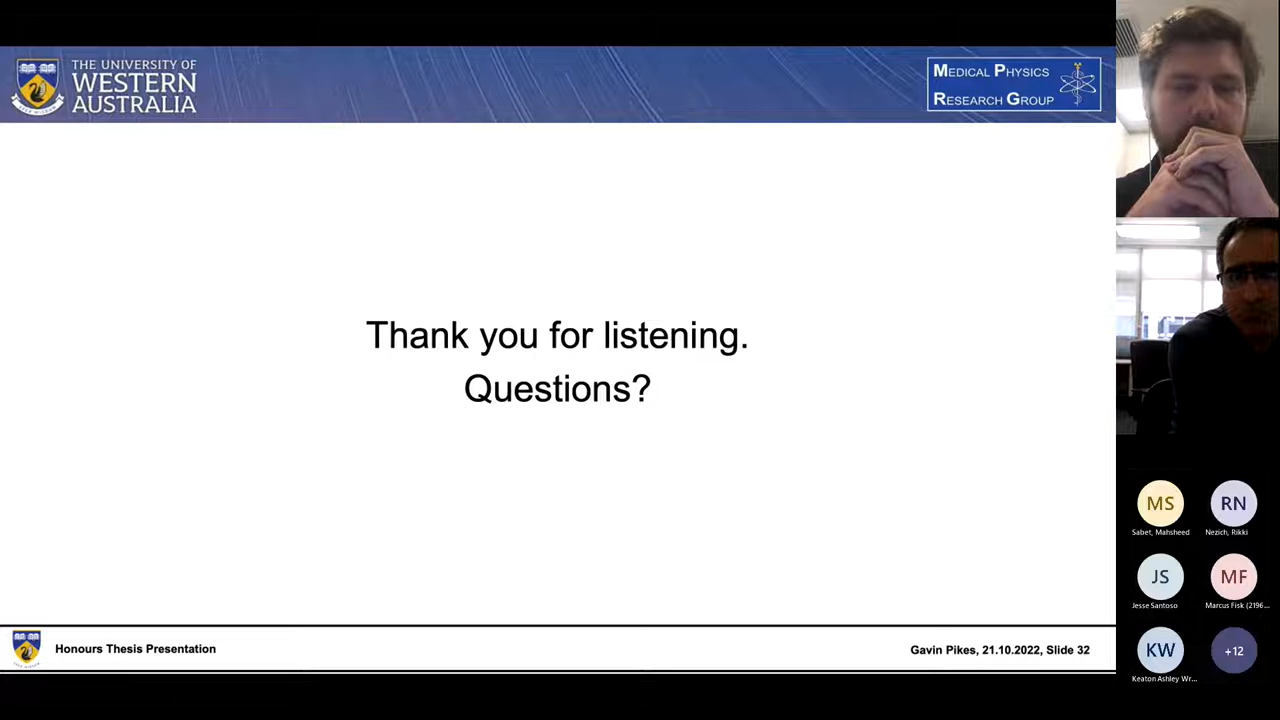 THE UNIVERSITY OF
WESTERN
AUSTRALIA
MEDICAL PHYSICS
RESEARCH GROUP
Thank you for listening.
Questions?
Honours Thesis Presentation
Gavin Pikes, 21.10.2022, Slide 32
MS
RN
Sabet, Mahsheed
Nezich, Rikki
JS
MF
Jesse Santoso
Marcus Fisk (2196...
KW
+12
Keaton Ashley Wr...